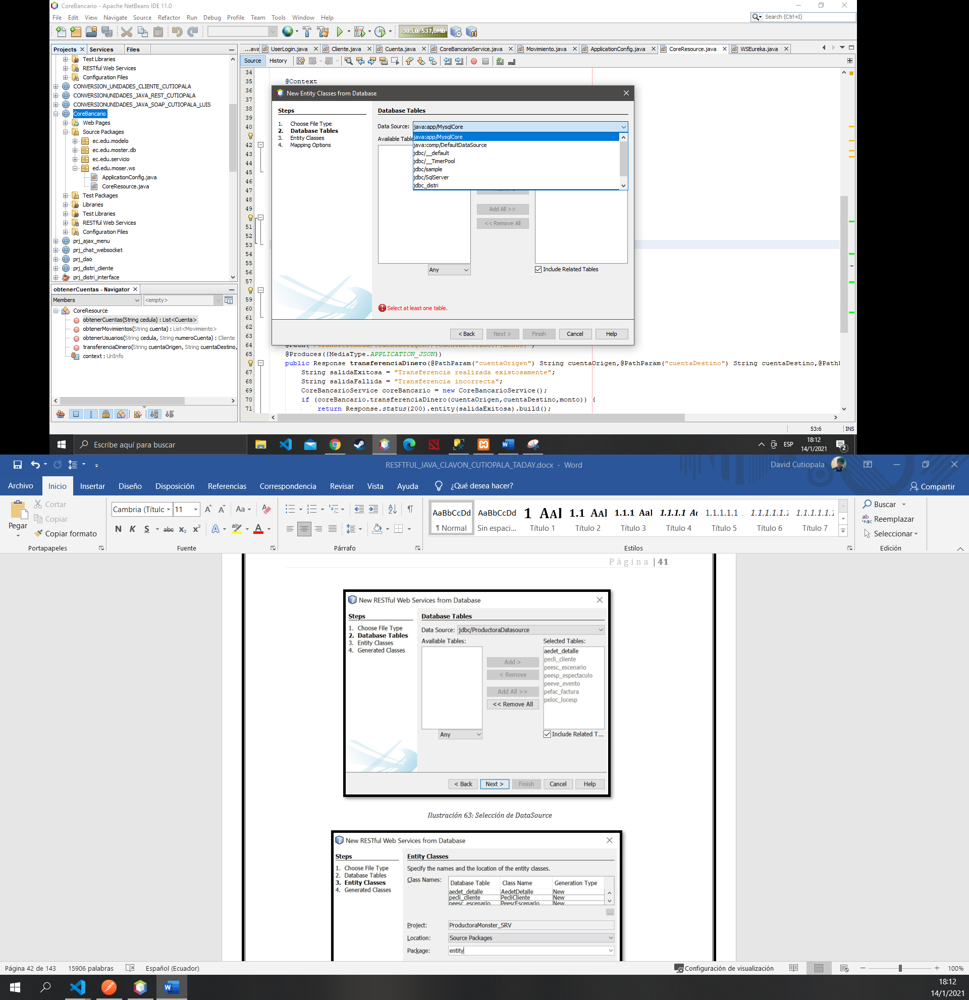 CoreBancario - Apache NetBeans IDE 11.0
File Edit View Navigate Source Refactor Run Debug Profile Team Tools Window Help
Search (Ctrl+I)
303,0/537,0MB
Projects Services Files
...ava UserLogin.java Cliente.java Cuenta.java CoreBancarioService.java Movimiento.java ApplicationConfig.java CoreResource.java WSEureka.java
Source History
Test Libraries
RESTful Web Services
Configuration Files
CONVERSION_UNIDADES_CLIENTE_CUTIOPALA
CONVERSIONUNIDADES_JAVA_REST_CUTIOPALA
CONVERSIONUNIDADES_JAVA_SOAP_CUTIOPALA_LUIS
CoreBancario
Web Pages
Source Packages
ec.edu.modelo
ec.edu.moster.db
ec.edu.servicio
ed.edu.moser.ws
ApplicationConfig.java
CoreResource.java
Test Packages
Libraries
Test Libraries
RESTful Web Services
Configuration Files
prj_ajax_menu
prj_chat_websocket
prj_dao
prj_distri_cliente
prj_distri_interface
obtenerCuentas - Navigator
Members <empty>
CoreResource
obtenerCuentas(String cedula) : List<Cuenta>
obtenerMovimientos(String cuenta) : List<Movimiento>
obtenerUsuarios(String cedula, String numeroCuenta) : Cliente
transferenciaDinero(String cuentaOrigen, String cuentaDestino,
context : UriInfo
34
35 @Context
36
37
38
39
40
42
43
44
45
46
47
48
49
51
52
53
54
55
56
57
59
60
61
62
63
New Entity Classes from Database
Steps
1. Choose File Type
2. Database Tables
3. Entity Classes
4. Mapping Options
Database Tables
Data Source: java:app/MysqlCore
Available Table
java:app/MysqlCore
java:comp/DefaultDataSource
jdbc/__default
jdbc/__TimerPool
jdbc/sample
jdbc/SqlServer
jdbc_distri
Add All >>
<< Remove All
Any
Include Related Tables
Select at least one table.
< Back Next > Finish Cancel Help
64 @Path("/transferencia/{cuentaOrigen}/{cuentaDestino}/{monto}")
65 @Produces({MediaType.APPLICATION_JSON})
public Response transferenciaDinero(@PathParam("cuentaOrigen") String cuentaOrigen,@PathParam("cuentaDestino") String cuentaDestino,@PathP
67 String salidaExitosa = "Transferencia realizada existosamente";
68 String salidaFallida = "Transferencia incorrecta";
69 CoreBancarioService coreBancario = new CoreBancarioService();
70 if (coreBancario.transferenciaDinero(cuentaOrigen,cuentaDestino,monto)) {
71 return Response.status(200).entity(salidaExitosa).build();
53:6 INS
Escribe aquí para buscar
ESP
18:12
14/1/2021
2
RESFTFUL_JAVA_CLAVON_CUTIOPALA_TADAY.docx - Word
David Cutiopala
Archivo Inicio Insertar Diseño Disposición Referencias Correspondencia Revisar Vista Ayuda ¿Qué desea hacer?
Compartir
Pegar
Cortar
Copiar
Copiar formato
Portapapeles
Cambria (Títulc 11
N K S abc x₂ x²
Fuente
Párrafo
AaBbCcDd AaBbCcDd 1 AAI 1.1 AAI 1.1.1 AaI 1.1.1.1 Aa 1.1.1.1.1 1.1.1.1.1.1 1.1.1.1.1.1.1
¶ Normal Sin espaci... Título 1 Título 2 Título 3 Título 4 Título 5 Título 6 Título 7
Estilos
Buscar
Reemplazar
Seleccionar
Edición
Página | 41
New RESTful Web Services from Database
Steps
1. Choose File Type
2. Database Tables
3. Entity Classes
4. Generated Classes
Database Tables
Data Source: jdbc/ProductoraDatasource
Available Tables: Selected Tables:
aedet_detalle
pecli_cliente
peesc_escenario
peesp_espectaculo
peeve_evento
pefac_factura
peloc_locesp
Add >
< Remove
Add All >>
<< Remove All
Any
Include Related T...
< Back Next > Finish Cancel Help
Ilustración 63: Selección de DataSource
New RESTful Web Services from Database
Steps
1. Choose File Type
2. Database Tables
3. Entity Classes
4. Generated Classes
Entity Classes
Specify the names and the location of the entity classes.
Class Names:
Database Table Class Name Generation Type
aedet_detalle AedetDetalle New
pecli_cliente PecliCliente New
peesc_escenario PeescEscenario New
Project: ProductoraMonster_SRV
Location: Source Packages
Package: entity
Página 42 de 143 15906 palabras Español (Ecuador)
Configuración de visualización
100%
18:12
14/1/2021